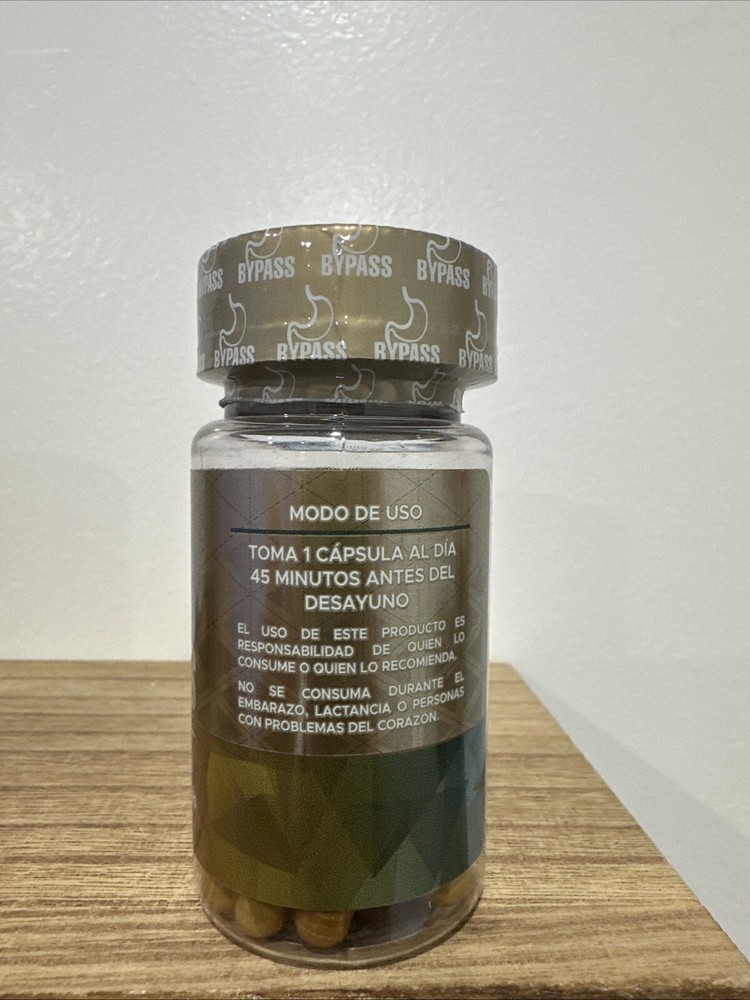 BYPASS BYPASS BYPASS
BYPASS BYPASS BYPASS BYPASS
MODO DE USO
TOMA 1 CÁPSULA AL DÍA
45 MINUTOS ANTES DEL
DESAYUNO
EL USO DE ESTE PRODUCTO ES
RESPONSABILIDAD DE QUIEN LO
CONSUME O QUIEN LO RECOMIENDA.
NO SE CONSUMA DURANTE EL
EMBARAZO, LACTANCIA O PERSONAS
CON PROBLEMAS DEL CORAZON.